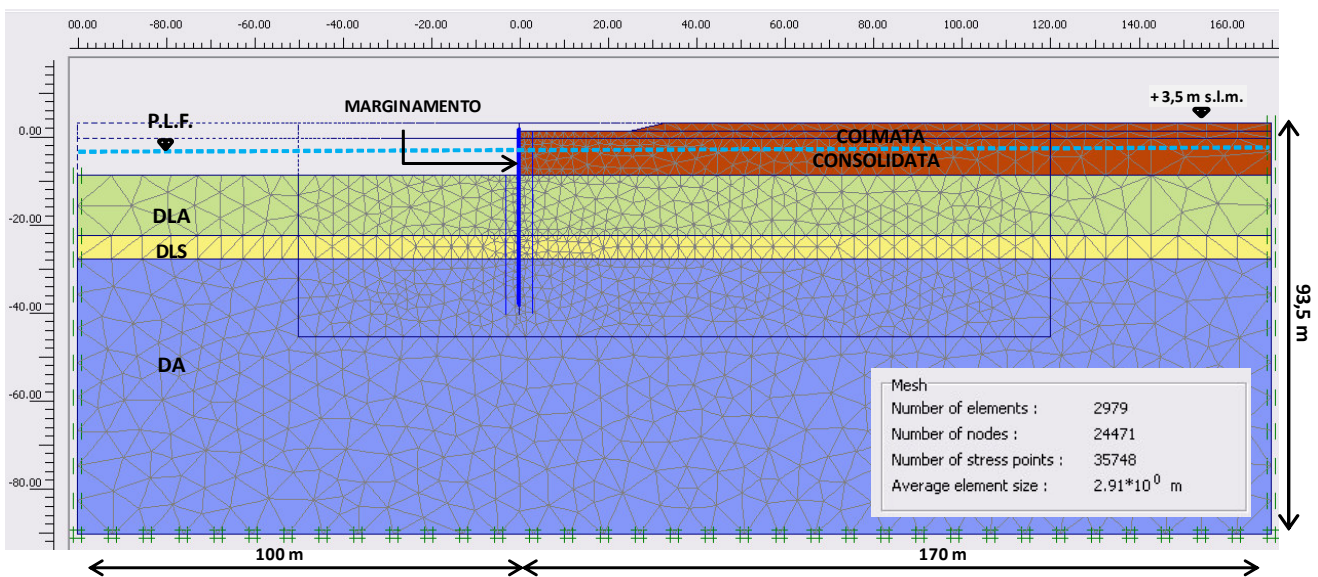 00.00 -80.00 -60.00 -40.00 -20.00 0.00 20.00 40.00 60.00 80.00 100.00 120.00 140.00 160.00
+3,5 m s.l.m.
MARGINAMENTO
P.L.F.
0.00
COLMATA
CONSOLIDATA
DLA
-20.00
DLS
-40.00
93,5 m
DA
-60.00
Mesh
Number of elements : 2979
Number of nodes : 24471
Number of stress points : 35748
Average element size : 2.91*10⁰ m
-80.00
100 m
170 m